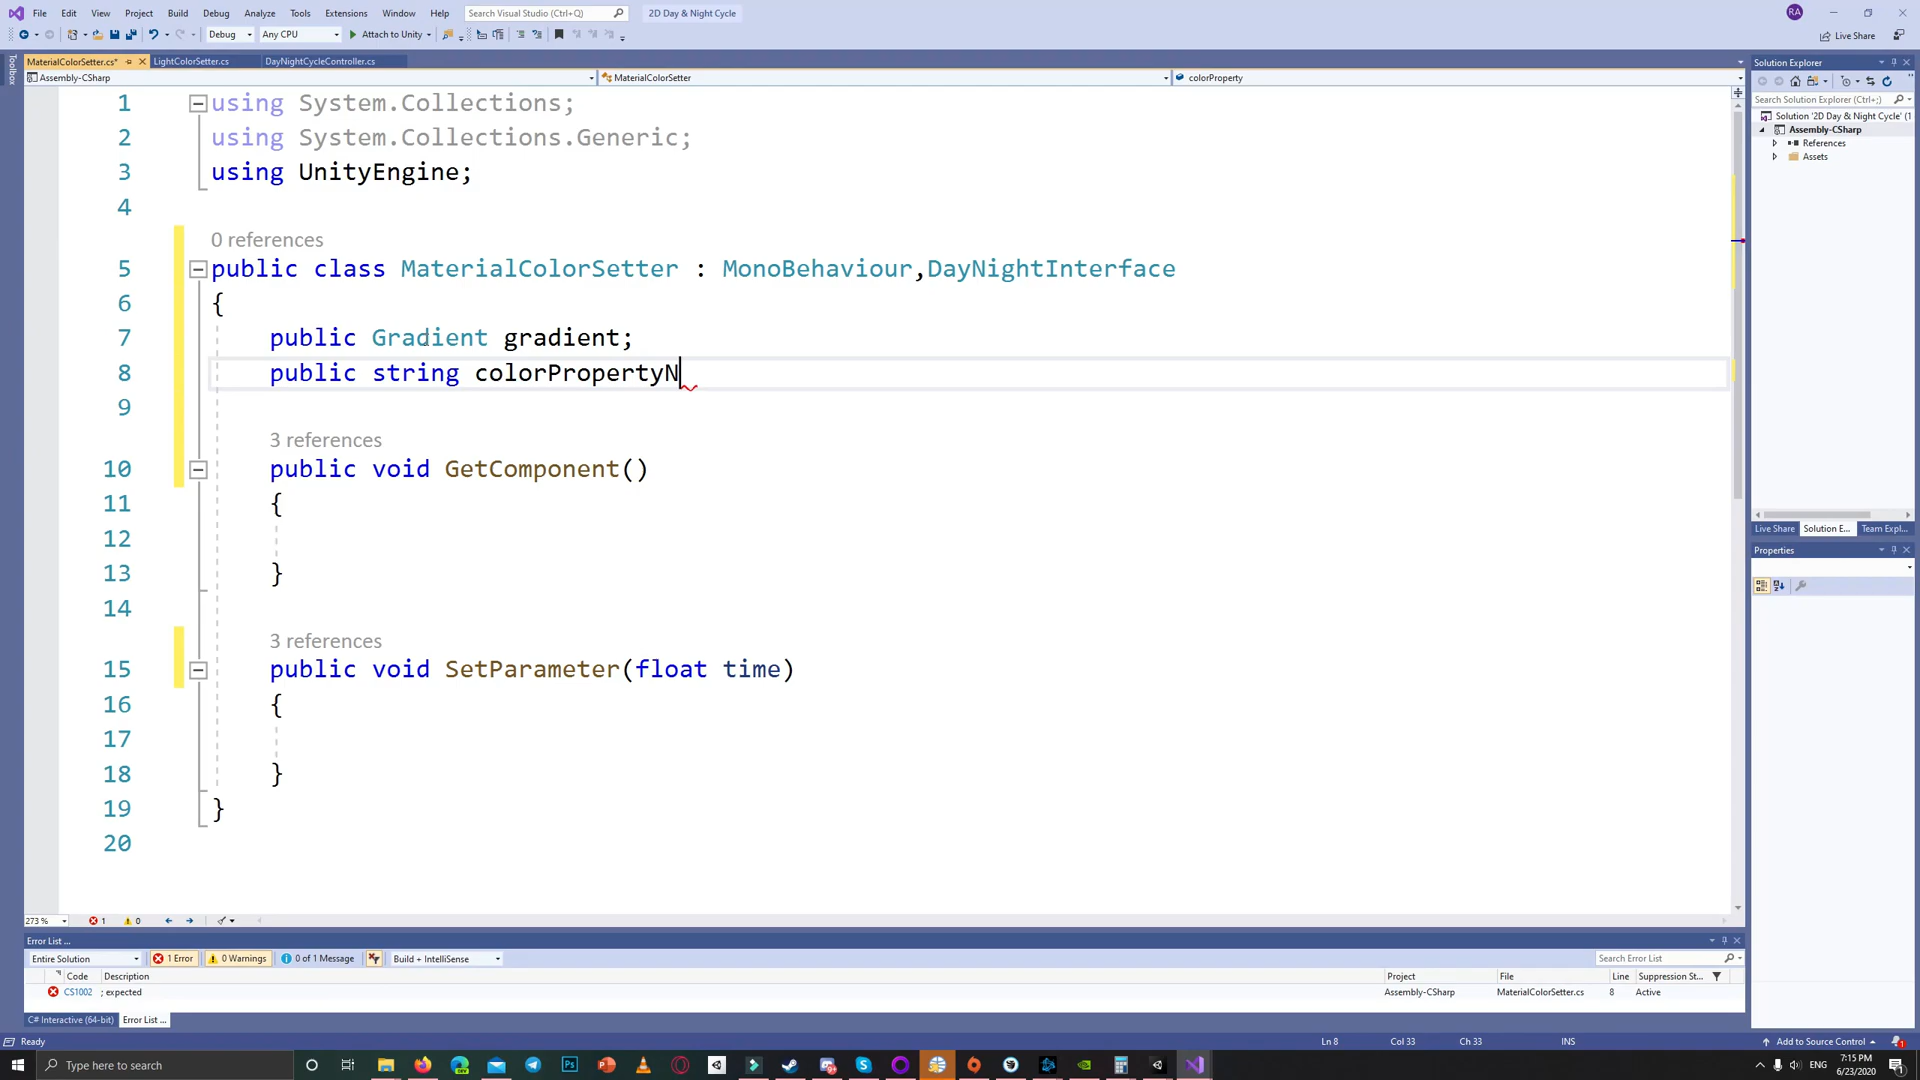 File Edit View Project Build Debug Analyze Tools Extensions Window Help Search Visual Studio (Ctrl+Q) 2D Day & Night Cycle RA
Debug Any CPU Attach to Unity Live Share
MaterialColorSetter.cs* LightColorSetter.cs DayNightCycleController.cs
Toolbox
Assembly-CSharp MaterialColorSetter colorProperty
1 using System.Collections;
2 using System.Collections.Generic;
3 using UnityEngine;
4
0 references
5 public class MaterialColorSetter : MonoBehaviour,DayNightInterface
6 {
7 public Gradient gradient;
8 public string colorPropertyN
9
3 references
10 public void GetComponent()
11 {
12
13 }
14
3 references
15 public void SetParameter(float time)
16 {
17
18 }
19 }
20
273 % 1 0
Solution Explorer
Search Solution Explorer (Ctrl+;)
Solution '2D Day & Night Cycle' (1
Assembly-CSharp
References
Assets
Live Share Solution E... Team Expl...
Properties
Error List ...
Entire Solution 1 Error 0 Warnings 0 of 1 Message Build + IntelliSense Search Error List
Code Description Project File Line Suppression St...
CS1002 ; expected Assembly-CSharp MaterialColorSetter.cs 8 Active
C# Interactive (64-bit) Error List ...
Ready Ln 8 Col 33 Ch 33 INS Add to Source Control
Type here to search ENG 7:15 PM
6/23/2020